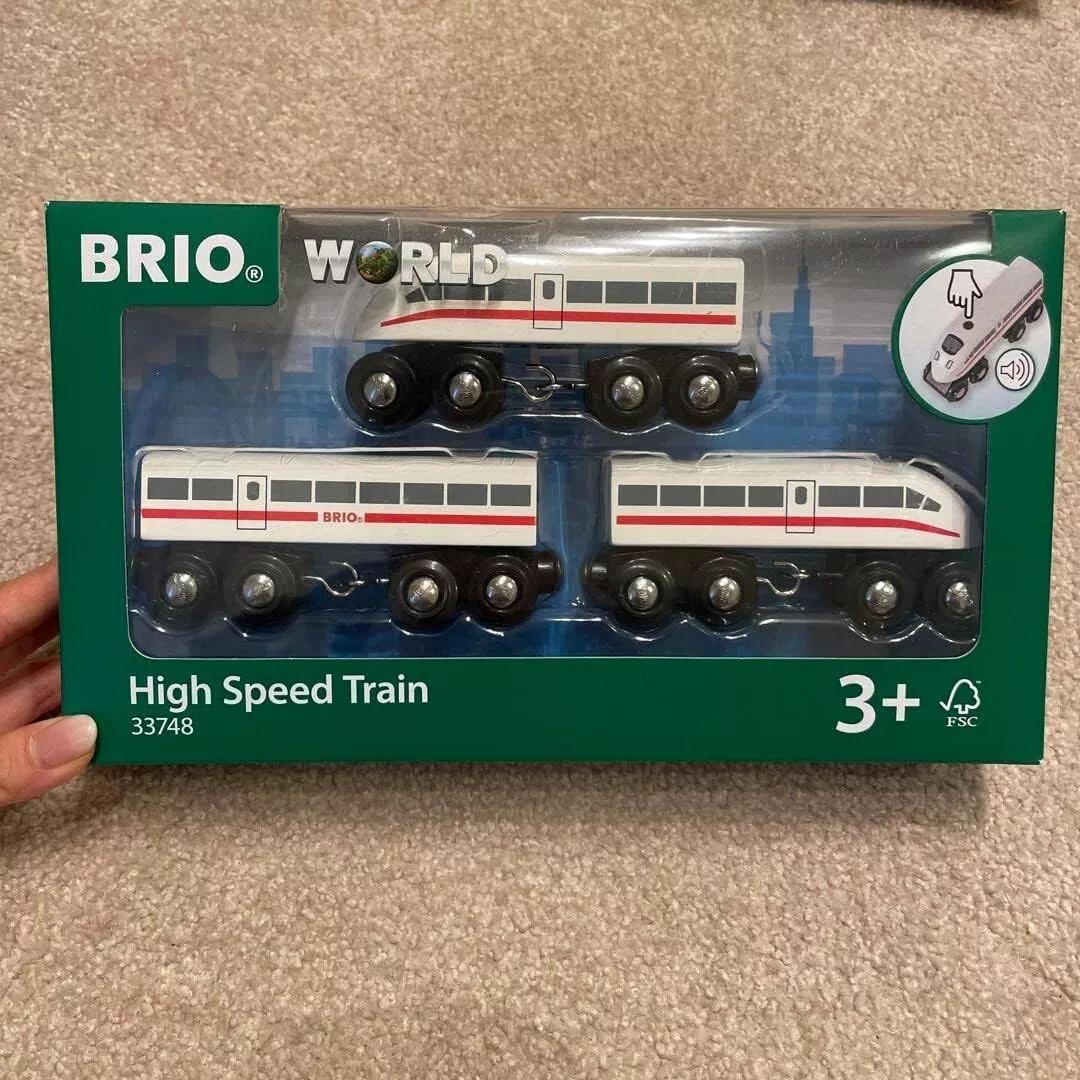 BRIO®
WORLD
BRIO®
High Speed Train
33748
3+
FSC